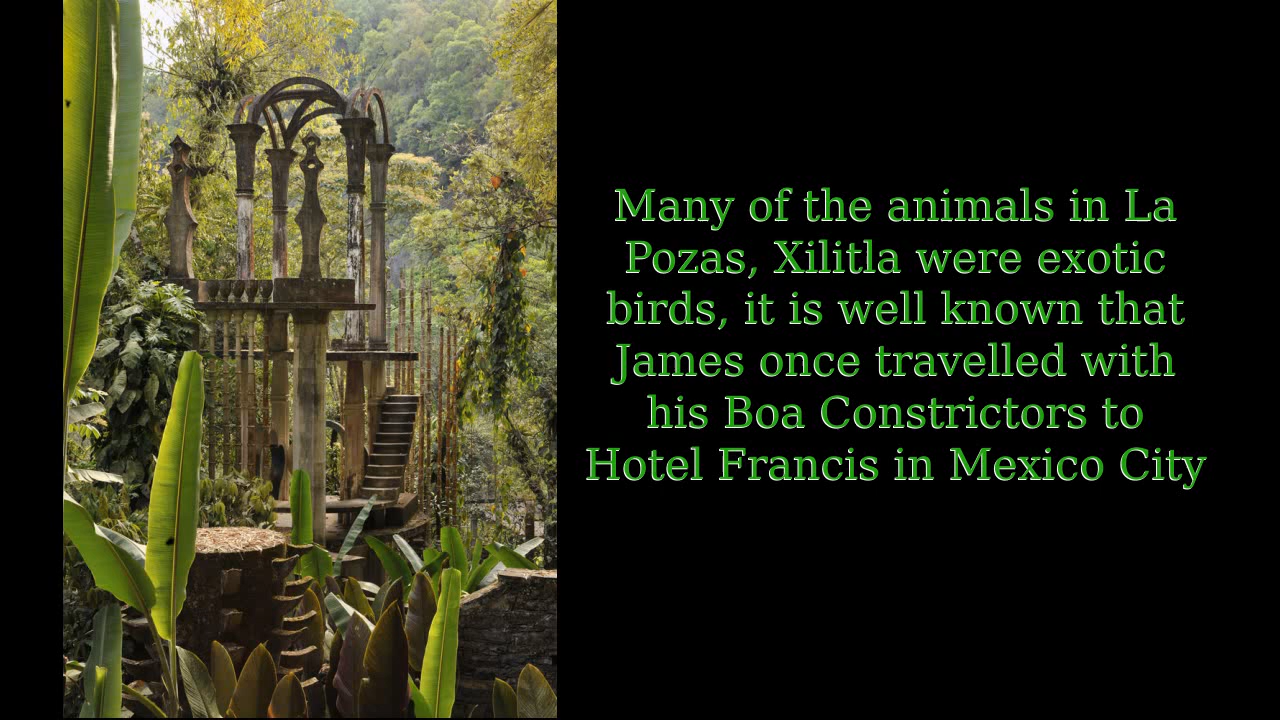 Many of the animals in La
Pozas, Xilitla were exotic
birds, it is well known that
James once travelled with
his Boa Constrictors to
Hotel Francis in Mexico City